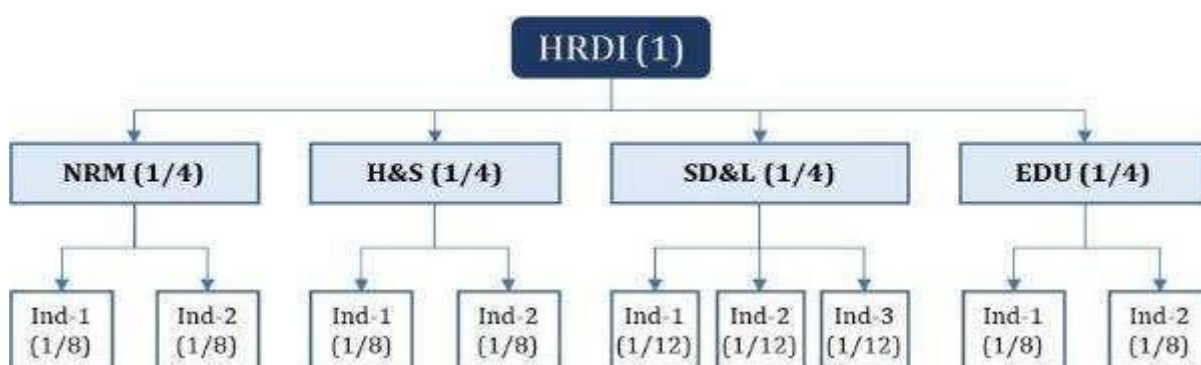 HRDI (1)
NRM (1/4)
H&S (1/4)
SD&L (1/4)
EDU (1/4)
Ind-1
(1/8)
Ind-2
(1/8)
Ind-1
(1/8)
Ind-2
(1/8)
Ind-1
(1/12)
Ind-2
(1/12)
Ind-3
(1/12)
Ind-1
(1/8)
Ind-2
(1/8)